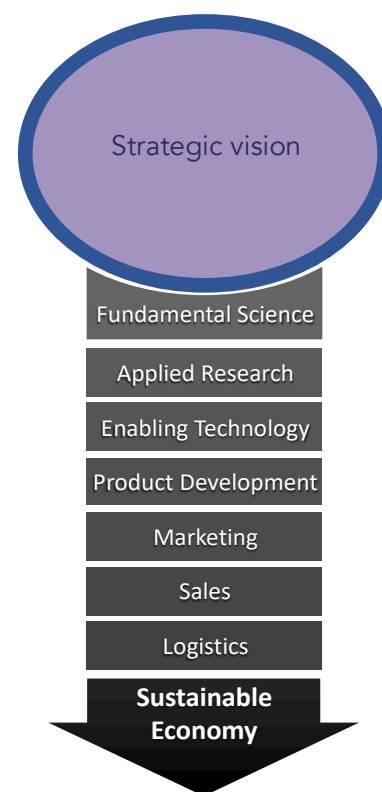 Strategic vision
Fundamental Science
Applied Research
Enabling Technology
Product Development
Marketing
Sales
Logistics
Sustainable
Economy